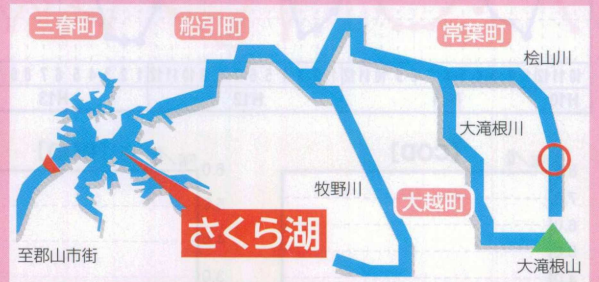 三春町
船引町
常葉町
桧山川
大滝根川
牧野川
大越町
さくら湖
至郡山市街
大滝根山